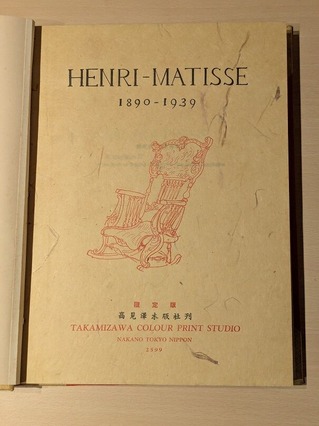 HENRI-MATISSE
1890-1939
限定版
高見澤木版社刊
TAKAMIZAWA COLOUR PRINT STUDIO
NAKANO TOKYO NIPPON
2599